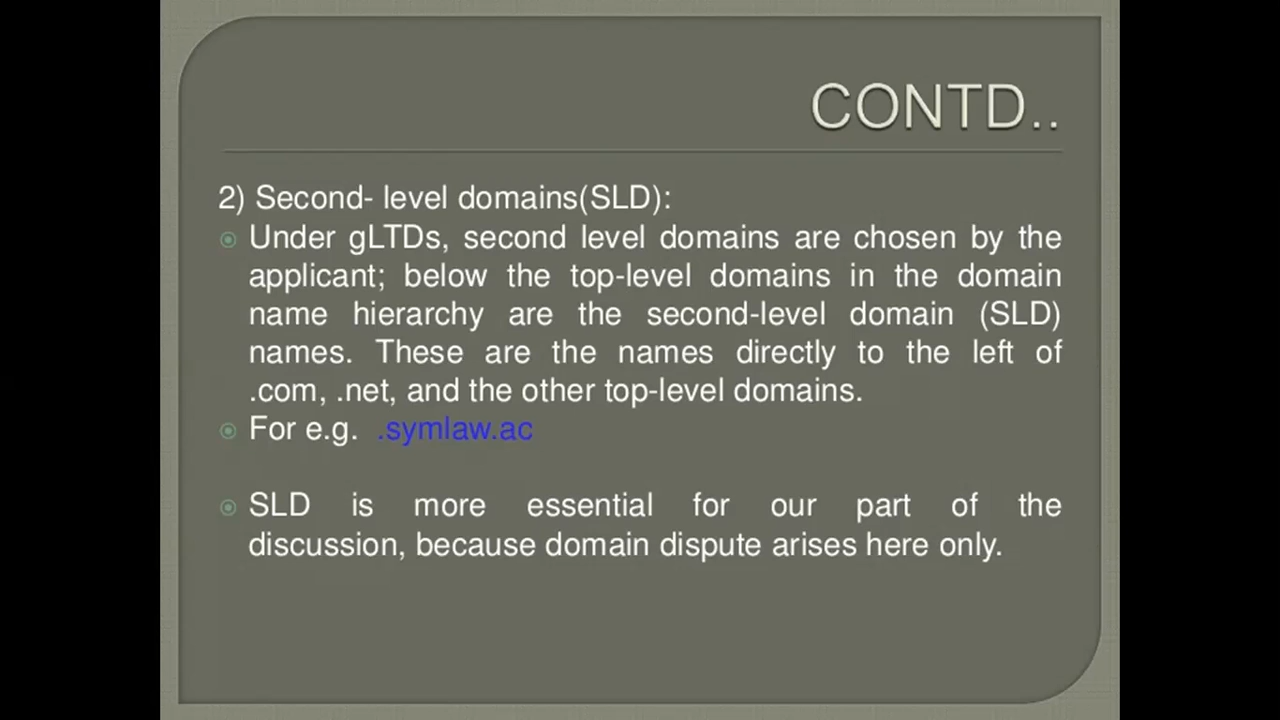 CONTD..
2) Second- level domains(SLD):
Under gLTDs, second level domains are chosen by the
applicant; below the top-level domains in the domain
name hierarchy are the second-level domain (SLD)
names. These are the names directly to the left of
.com, .net, and the other top-level domains.
For e.g. .symlaw.ac
SLD is more essential for our part of the
discussion, because domain dispute arises here only.